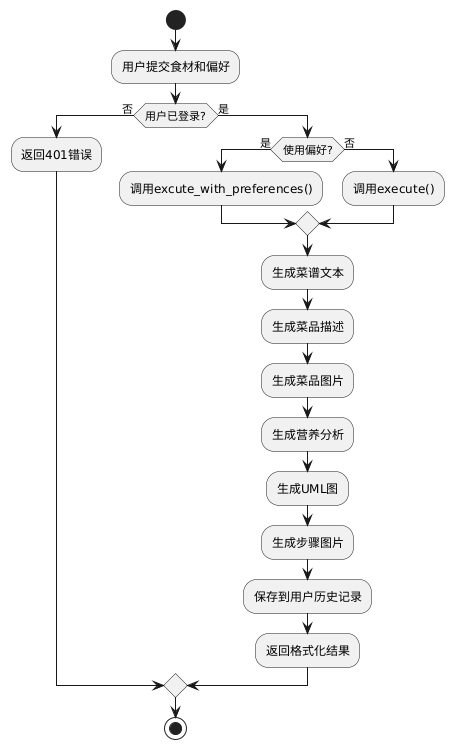 用户提交食材和偏好
否
用户已登录?
是
返回401错误
是
使用偏好?
否
调用excute_with_preferences()
调用execute()
生成菜谱文本
生成菜品描述
生成菜品图片
生成营养分析
生成UML图
生成步骤图片
保存到用户历史记录
返回格式化结果